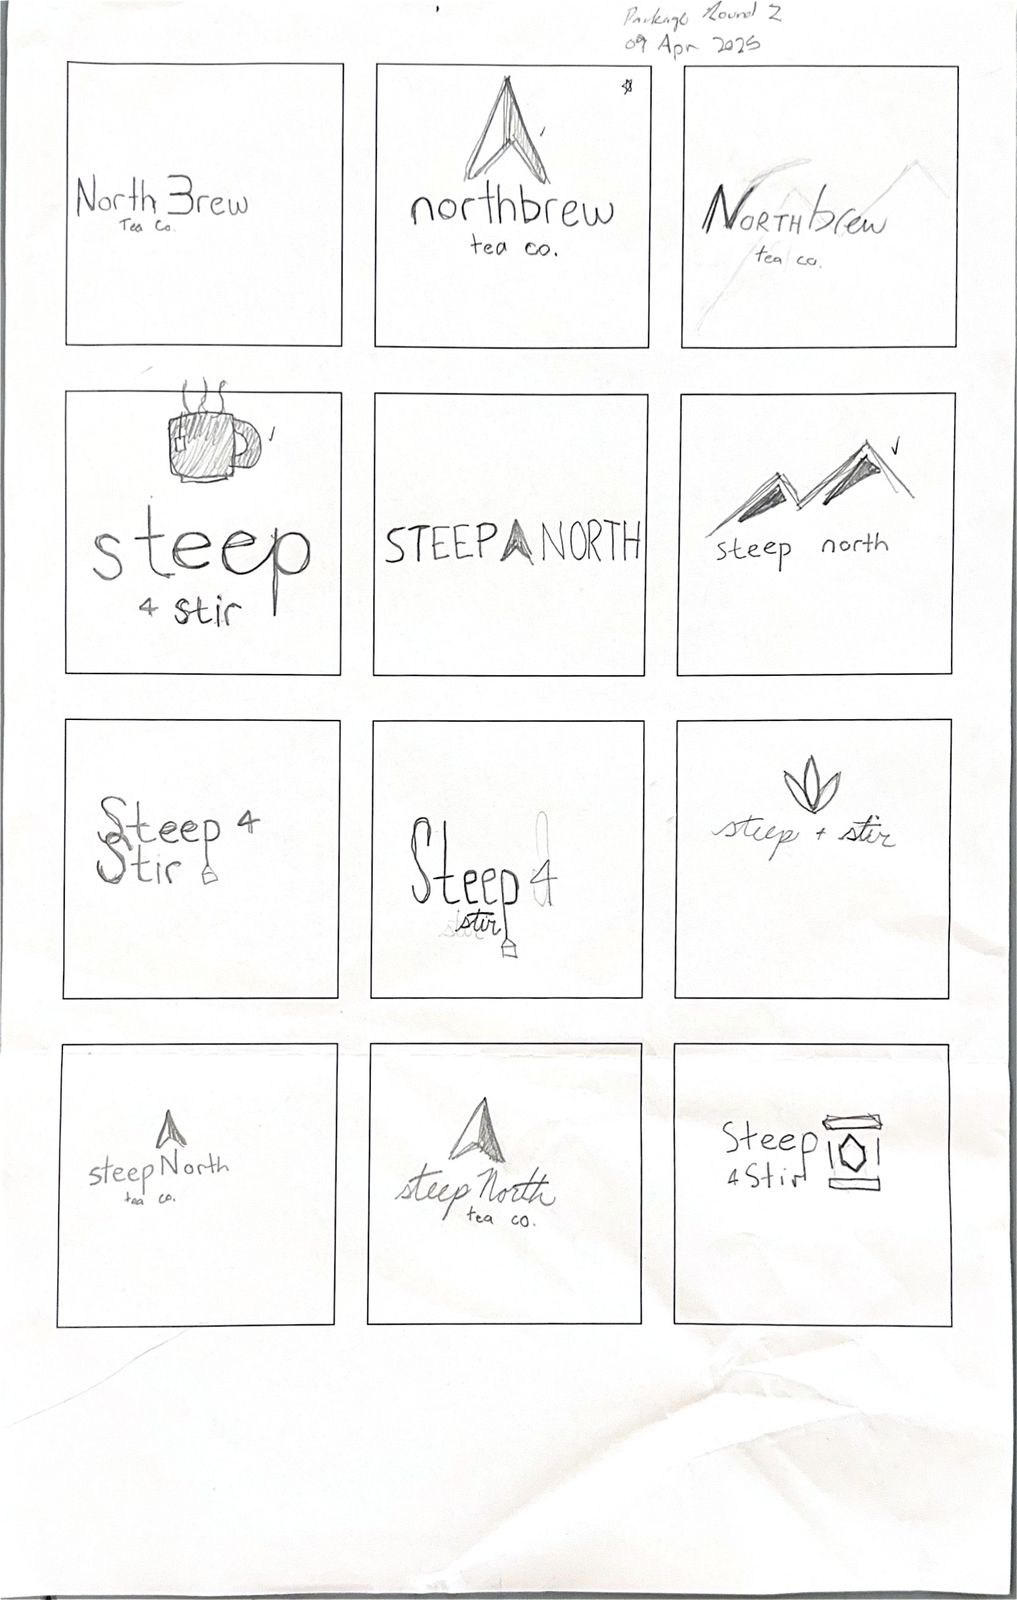 Package Round 2
09 Apr 2025
North Brew
Tea Co.
northbrew
tea co.
NORTHbrew
tea co.
steep
4 stir
STEEP NORTH
steep north
Steep 4
Stir
Steep 4
stir
steep + stir
steep North
tea co.
steep North
tea co.
Steep
4 Stir